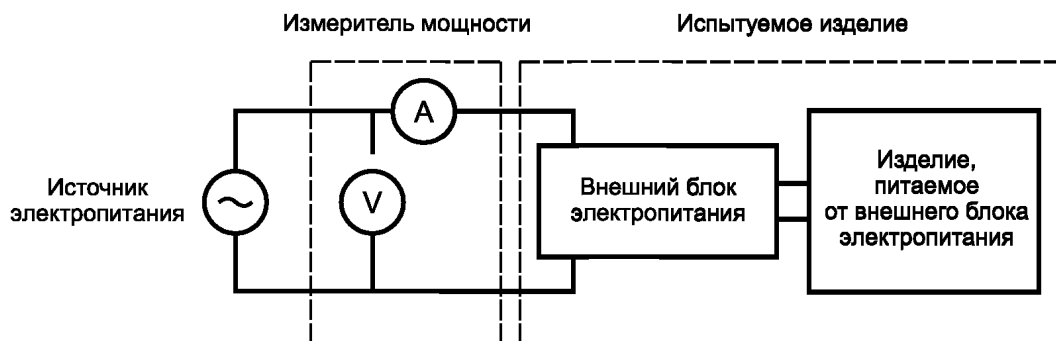 Измеритель мощности
Испытуемое изделие
A
Источник
электропитания
V
Внешний блок
электропитания
Изделие,
питаемое
от внешнего блока
электропитания